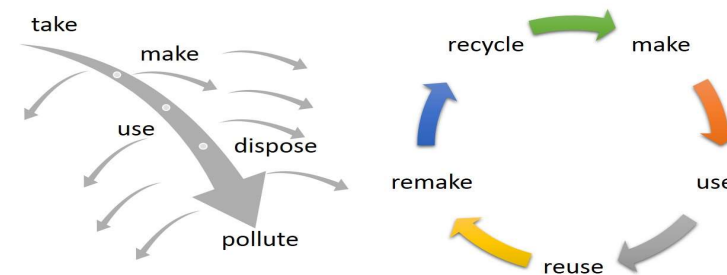 take
make
use
dispose
pollute
recycle
make
use
reuse
remake